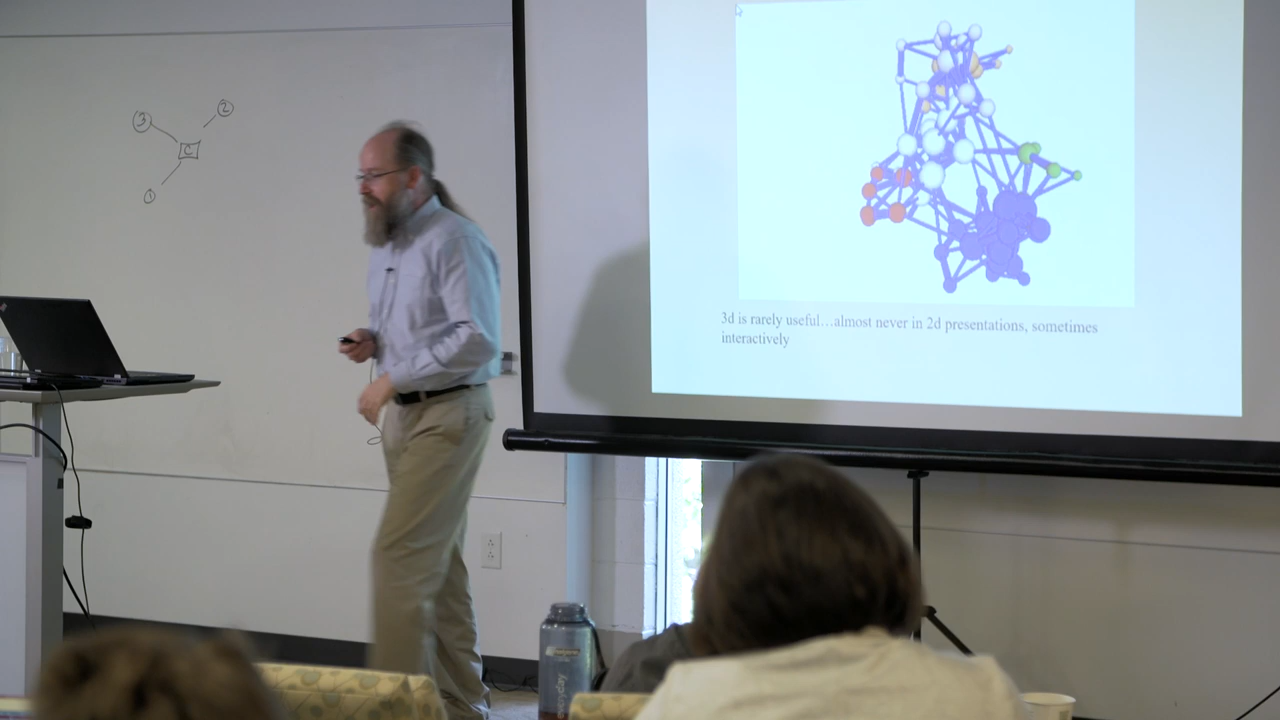 3
2
C
1
3d is rarely useful…almost never in 2d presentations, sometimes
interactively